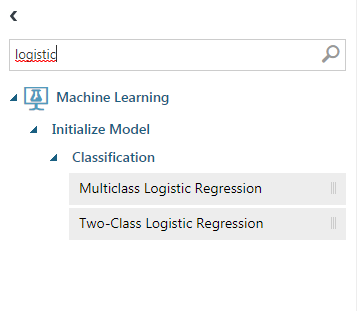 logistic
Machine Learning
Initialize Model
Classification
Multiclass Logistic Regression
Two-Class Logistic Regression